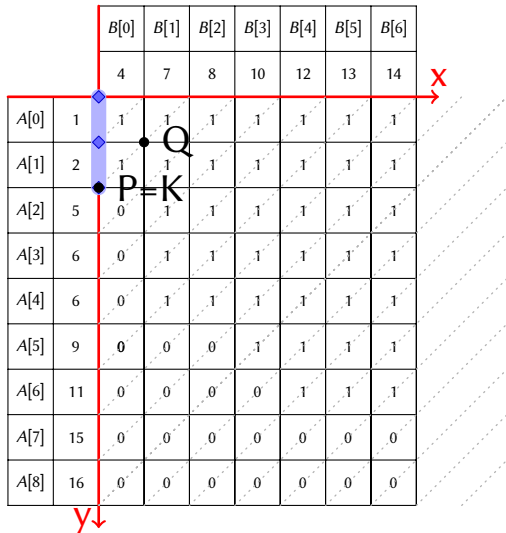 B[0] B[1] B[2] B[3] B[4] B[5] B[6]
4 7 8 10 12 13 14
x
A[0] 1 1 1 1 1 1 1 1
Q
A[1] 2 1 1 1 1 1 1 1
P=K
A[2] 5 0 1 1 1 1 1 1
A[3] 6 0 1 1 1 1 1 1
A[4] 6 0 1 1 1 1 1 1
A[5] 9 0 0 0 1 1 1 1
A[6] 11 0 0 0 0 1 1 1
A[7] 15 0 0 0 0 0 0 0
A[8] 16 0 0 0 0 0 0 0
y